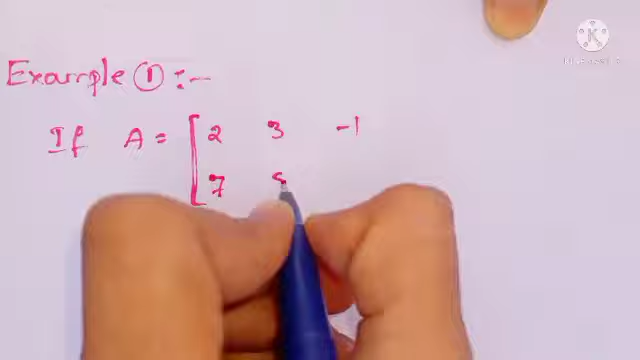 Example ① :-
If A = [ 2 3 -1
7